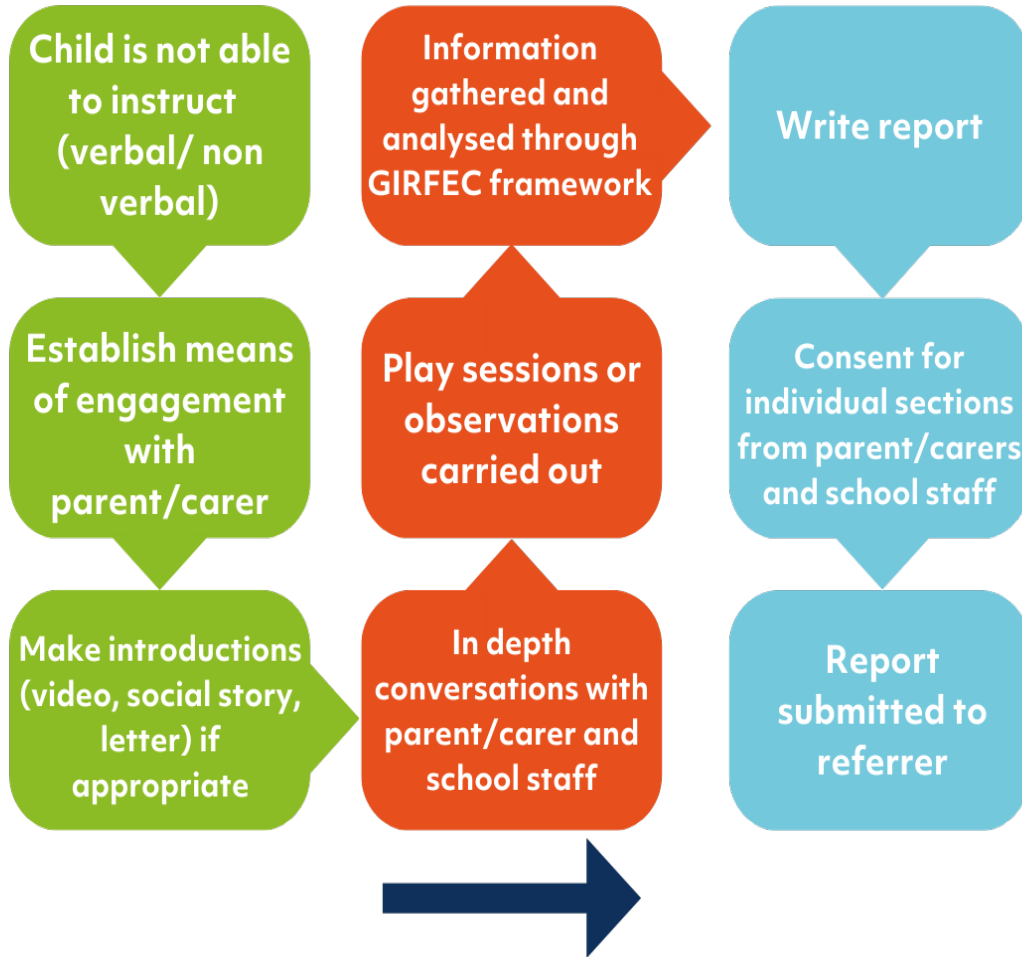 Child is not able
to instruct
(verbal/ non
verbal)
Establish means
of engagement
with
parent/carer
Make introductions
(video, social story,
letter) if
appropriate
In depth
conversations with
parent/carer and
school staff
Play sessions or
observations
carried out
Information
gathered and
analysed through
GIRFEC framework
Write report
Consent for
individual sections
from parent/carers
and school staff
Report
submitted to
referrer